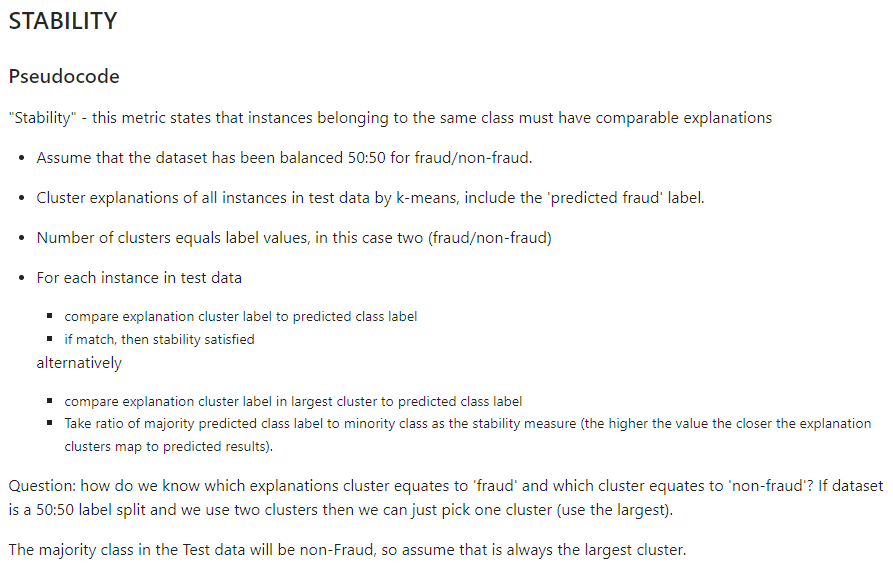 STABILITY
Pseudocode
"Stability" - this metric states that instances belonging to the same class must have comparable explanations
• Assume that the dataset has been balanced 50:50 for fraud/non-fraud.
• Cluster explanations of all instances in test data by k-means, include the 'predicted fraud' label.
• Number of clusters equals label values, in this case two (fraud/non-fraud)
• For each instance in test data
▪ compare explanation cluster label to predicted class label
▪ if match, then stability satisfied
alternatively
▪ compare explanation cluster label in largest cluster to predicted class label
▪ Take ratio of majority predicted class label to minority class as the stability measure (the higher the value the closer the explanation
clusters map to predicted results).
Question: how do we know which explanations cluster equates to 'fraud' and which cluster equates to 'non-fraud'? If dataset
is a 50:50 label split and we use two clusters then we can just pick one cluster (use the largest).
The majority class in the Test data will be non-Fraud, so assume that is always the largest cluster.